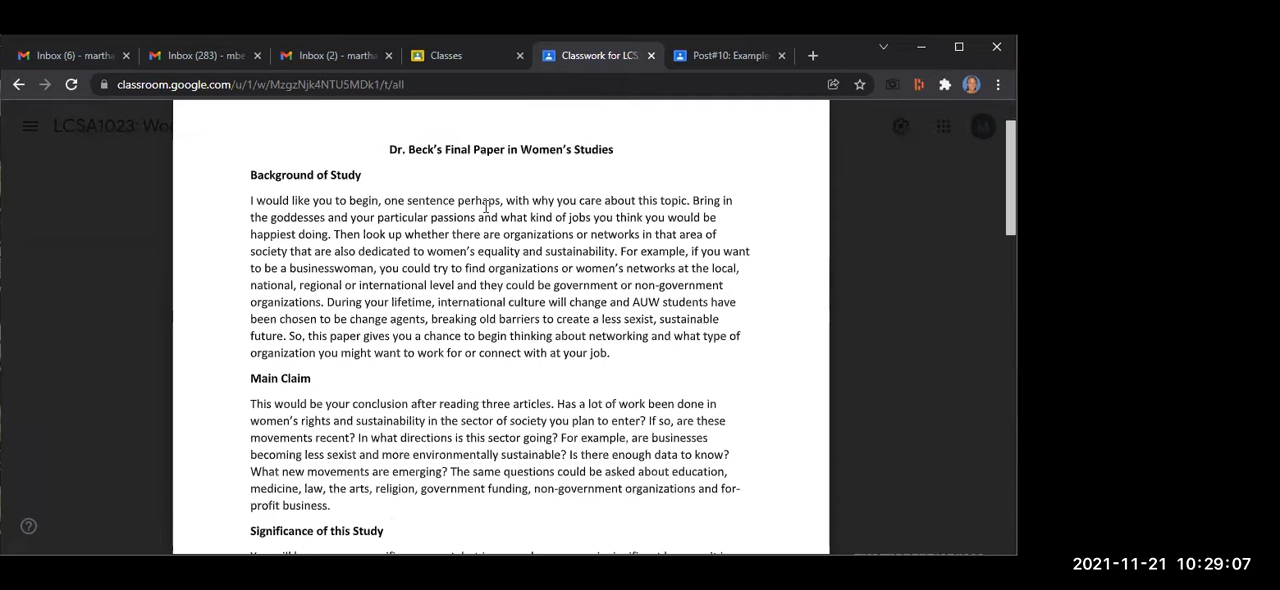 Inbox (6) - martha
Inbox (283) - mbe
Inbox (2) - martha
Classes
Classwork for LCS
Post#10: Example
classroom.google.com/u/1/w/MzgzNjk4NTU5MDk1/t/all
LCSA1023: Wo
Dr. Beck's Final Paper in Women's Studies
Background of Study
I would like you to begin, one sentence perhaps, with why you care about this topic. Bring in
the goddesses and your particular passions and what kind of jobs you think you would be
happiest doing. Then look up whether there are organizations or networks in that area of
society that are also dedicated to women's equality and sustainability. For example, if you want
to be a businesswoman, you could try to find organizations or women's networks at the local,
national, regional or international level and they could be government or non-government
organizations. During your lifetime, international culture will change and AUW students have
been chosen to be change agents, breaking old barriers to create a less sexist, sustainable
future. So, this paper gives you a chance to begin thinking about networking and what type of
organization you might want to work for or connect with at your job.
Main Claim
This would be your conclusion after reading three articles. Has a lot of work been done in
women's rights and sustainability in the sector of society you plan to enter? If so, are these
movements recent? In what directions is this sector going? For example, are businesses
becoming less sexist and more environmentally sustainable? Is there enough data to know?
What new movements are emerging? The same questions could be asked about education,
medicine, law, the arts, religion, government funding, non-government organizations and for-
profit business.
Significance of this Study
2021-11-21 10:29:07